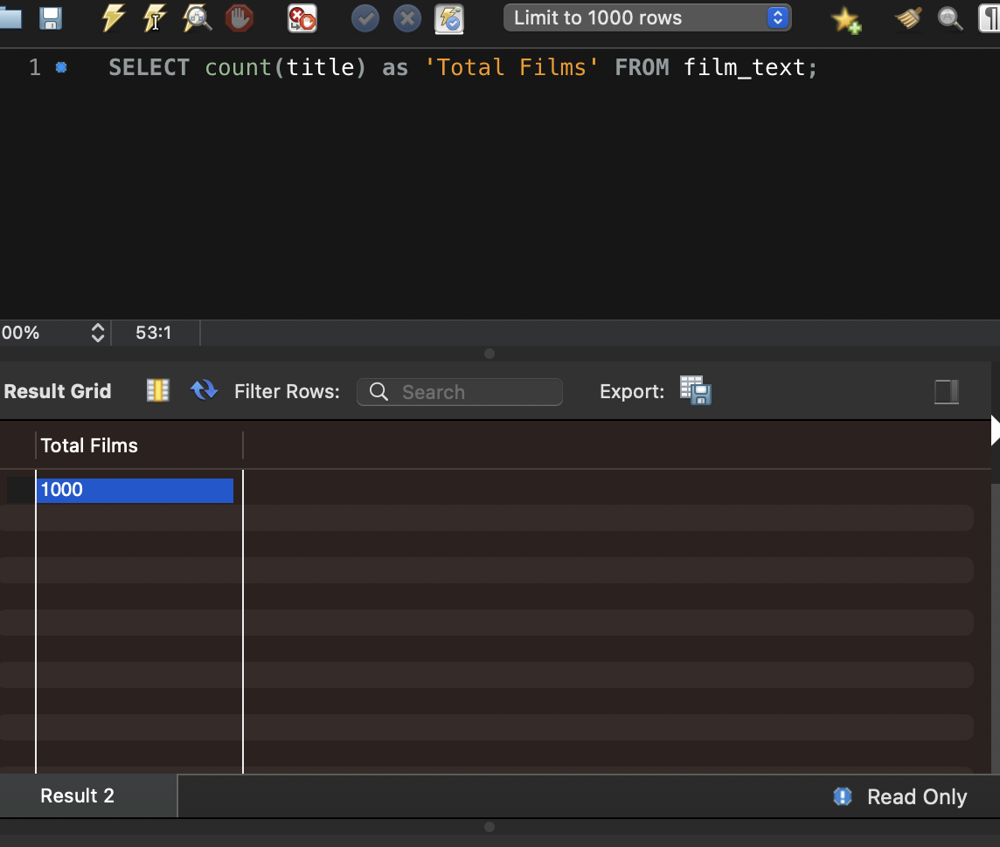 Limit to 1000 rows
1 SELECT count(title) as 'Total Films' FROM film_text;
00% 53:1
Result Grid Filter Rows: Search Export:
Total Films
1000
Result 2 Read Only